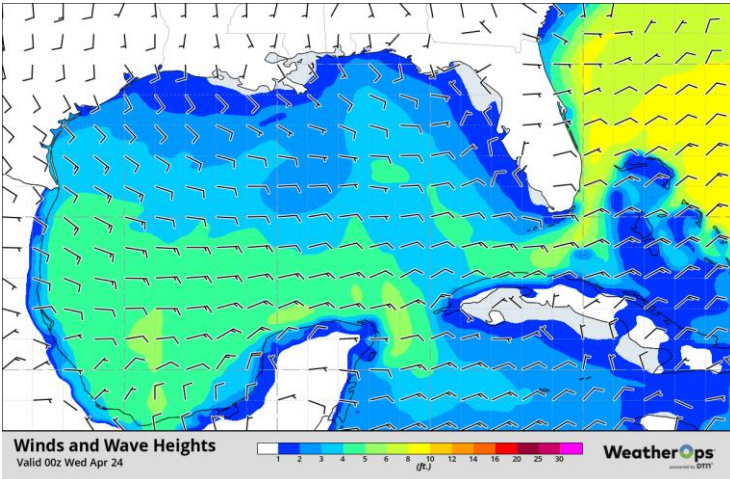 Winds and Wave Heights
Valid 00z Wed Apr 24
1 2 3 4 5 6 8 10 12 14 16 20 25 30
(ft.)
WeatherOps
powered by DTN